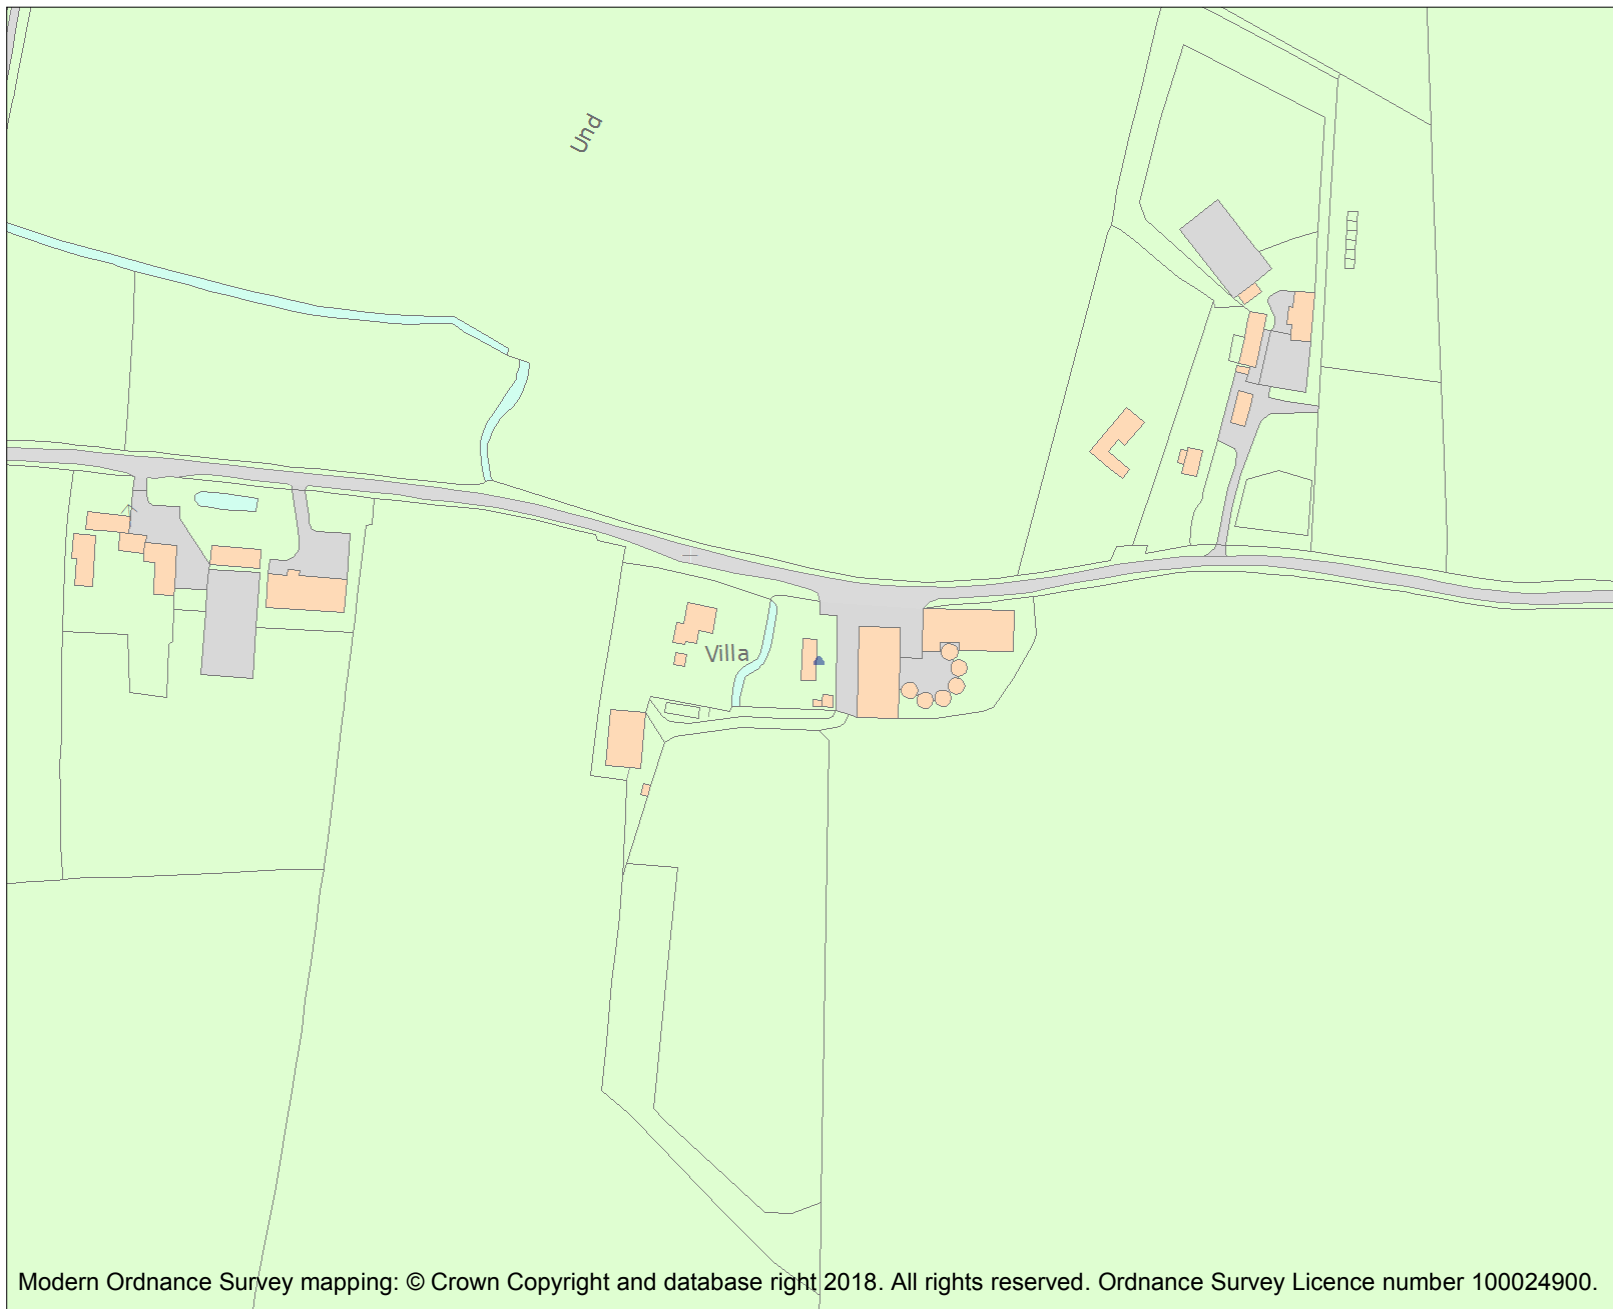 Und
Villa
Modern Ordnance Survey mapping: © Crown Copyright and database right 2018. All rights reserved. Ordnance Survey Licence number 100024900.